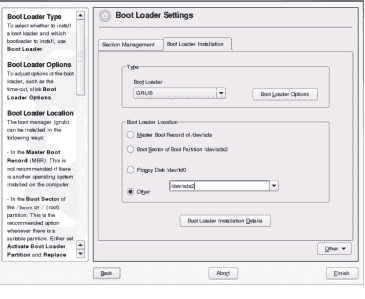 Boot Loader Type
To select whether to install
a boot loader and which
bootloader to install, use
Boot Loader.
Boot Loader Options
To adjust options of the boot
loader, such as the
time-out, click Boot
Loader Options.
Boot Loader Location
The boot manager (grub)
can be installed in the
following ways:
- In the Master Boot
Record (MBR). This is
not recommended if there
is another operating system
installed on the computer.
- In the Boot Sector of
the /boot or / (root)
partition. This is the
recommended option
whenever there is a
suitable partition. Either set
Activate Boot Loader
Partition and Replace
Boot Loader Settings
Section Management
Boot Loader Installation
Type
Boot Loader
GRUB
Boot Loader Options
Boot Loader Location
Master Boot Record of /dev/sda
Boot Sector of Boot Partition /dev/sda2
Floppy Disk /dev/fd0
Other
/dev/sda2
Boot Loader Installation Details
Other
Back
Abort
Finish